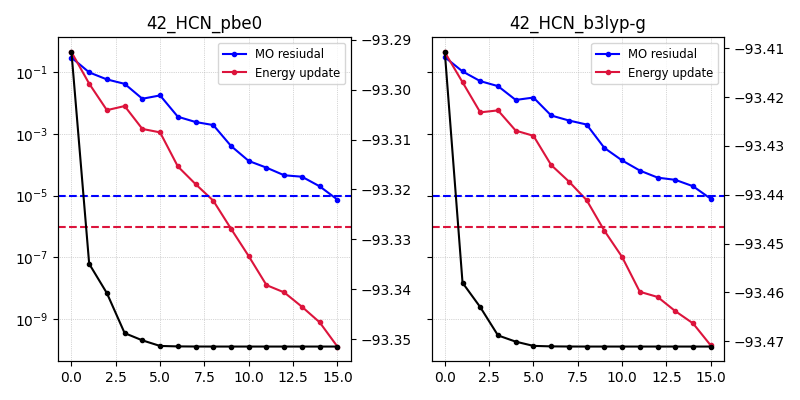 42_HCN_pbe0
42_HCN_b3lyp-g
MO resiudal
Energy update
MO resiudal
Energy update
10⁻¹
10⁻³
10⁻⁵
10⁻⁷
10⁻⁹
−93.29
−93.30
−93.31
−93.32
−93.33
−93.34
−93.35
−93.41
−93.42
−93.43
−93.44
−93.45
−93.46
−93.47
0.0 2.5 5.0 7.5 10.0 12.5 15.0
0.0 2.5 5.0 7.5 10.0 12.5 15.0